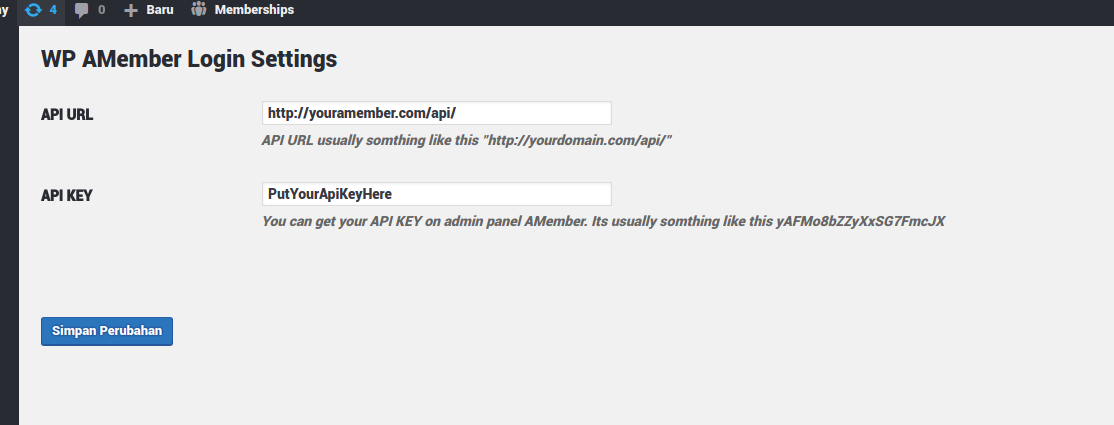 y 4 0 Baru Memberships
WP AMember Login Settings
API URL http://youramember.com/api/
API URL usually somthing like this "http://yourdomain.com/api/"
API KEY PutYourApiKeyHere
You can get your API KEY on admin panel AMember. Its usually somthing like this yAFMo8bZZyXxSG7FmcJX
Simpan Perubahan